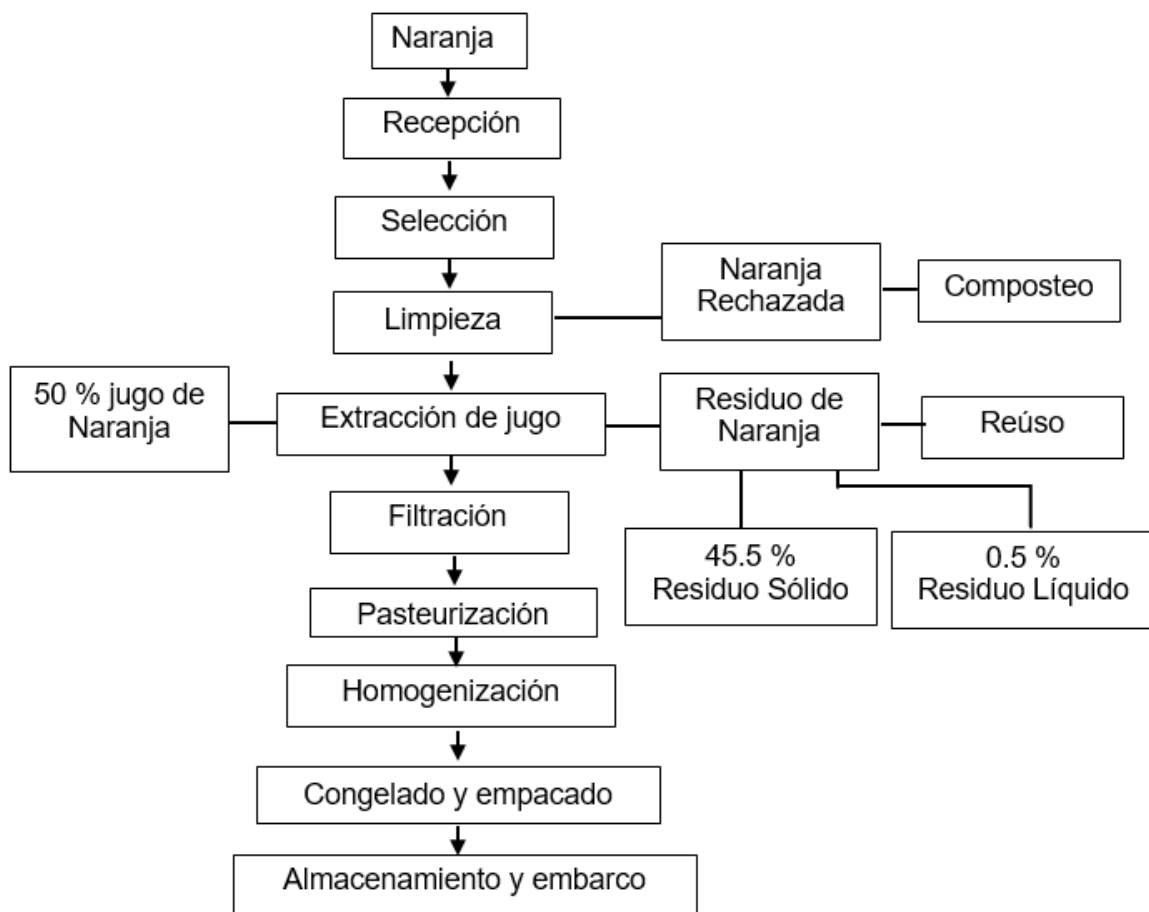 Naranja
Recepción
Selección
Limpieza
Naranja
Rechazada
Composteo
50 % jugo de
Naranja
Extracción de jugo
Residuo de
Naranja
Reúso
Filtración
45.5 %
Residuo Sólido
0.5 %
Residuo Líquido
Pasteurización
Homogenización
Congelado y empacado
Almacenamiento y embarco